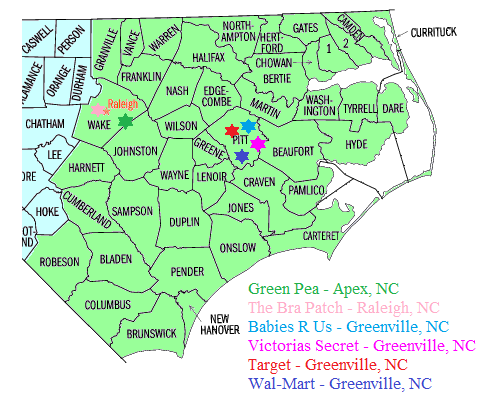 CURRITUCK
CAMDEN
GATES
NORTH-
AMPTON
HERT-
FORD
1
2
CASWELL
PERSON
GRANVILLE
VANCE
WARREN
HALIFAX
CHOWAN
BERTIE
ORANGE
DURHAM
FRANKLIN
NASH
EDGE-
COMBE
MARTIN
WASH-
INGTON
TYRRELL
DARE
AMANCE
Raleigh
CHATHAM
WAKE
WILSON
PITT
HYDE
LEE
JOHNSTON
GREENE
BEAUFORT
HARNETT
WAYNE
LENOIR
CRAVEN
PAMLICO
ORE
HOKE
CUMBERLAND
SAMPSON
JONES
DUPLIN
CARTERET
OT-
ND
ONSLOW
ROBESON
BLADEN
PENDER
COLUMBUS
NEW
HANOVER
BRUNSWICK
Green Pea - Apex, NC
The Bra Patch - Raleigh, NC
Babies R Us - Greenville, NC
Victorias Secret - Greenville, NC
Target - Greenville, NC
Wal-Mart - Greenville, NC